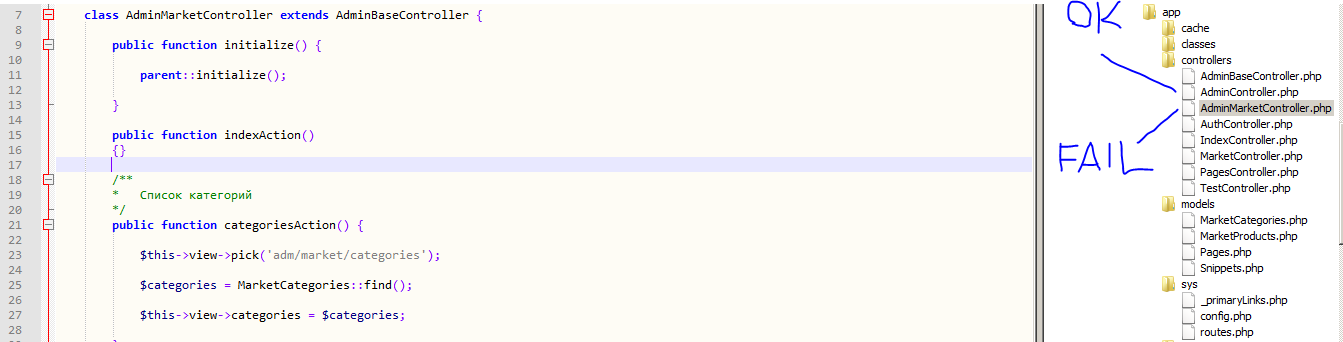 7 class AdminMarketController extends AdminBaseController {
8
9 public function initialize() {
10
11 parent::initialize();
12
13 }
14
15 public function indexAction()
16 {}
17
18 /**
19 * Список категорий
20 */
21 public function categoriesAction() {
22
23 $this->view->pick('adm/market/categories');
24
25 $categories = MarketCategories::find();
26
27 $this->view->categories = $categories;
28
OK
FAIL
app
cache
classes
controllers
AdminBaseController.php
AdminController.php
AdminMarketController.php
AuthController.php
IndexController.php
MarketController.php
PagesController.php
TestController.php
models
MarketCategories.php
MarketProducts.php
Pages.php
Snippets.php
sys
_primaryLinks.php
config.php
routes.php